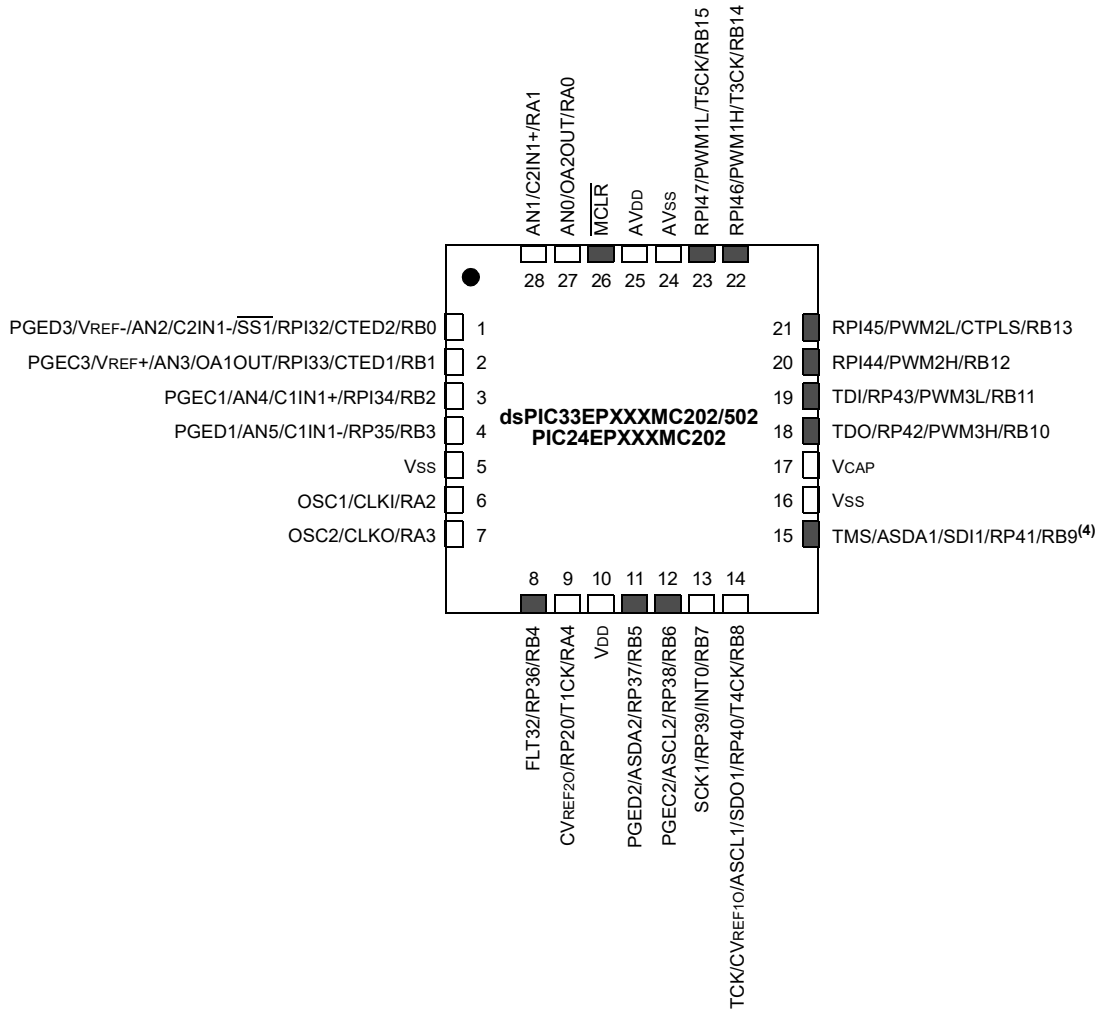 AN1/C2IN1+/RA1
AN0/OA2OUT/RA0
MCLR
AVDD
AVSS
RPI47/PWM1L/T5CK/RB15
RPI46/PWM1H/T3CK/RB14
28 27 26 25 24 23 22
PGED3/VREF-/AN2/C2IN1-/SS1/RPI32/CTED2/RB0 1
PGEC3/VREF+/AN3/OA1OUT/RPI33/CTED1/RB1 2
PGEC1/AN4/C1IN1+/RPI34/RB2 3
PGED1/AN5/C1IN1-/RP35/RB3 4
VSS 5
OSC1/CLKI/RA2 6
OSC2/CLKO/RA3 7
dsPIC33EPXXXMC202/502
PIC24EPXXXMC202
21 RPI45/PWM2L/CTPLS/RB13
20 RPI44/PWM2H/RB12
19 TDI/RP43/PWM3L/RB11
18 TDO/RP42/PWM3H/RB10
17 VCAP
16 VSS
15 TMS/ASDA1/SDI1/RP41/RB9(4)
8 9 10 11 12 13 14
FLT32/RP36/RB4
CVREF2O/RP20/T1CK/RA4
VDD
PGED2/ASDA2/RP37/RB5
PGEC2/ASCL2/RP38/RB6
SCK1/RP39/INT0/RB7
TCK/CVREF1O/ASCL1/SDO1/RP40/T4CK/RB8